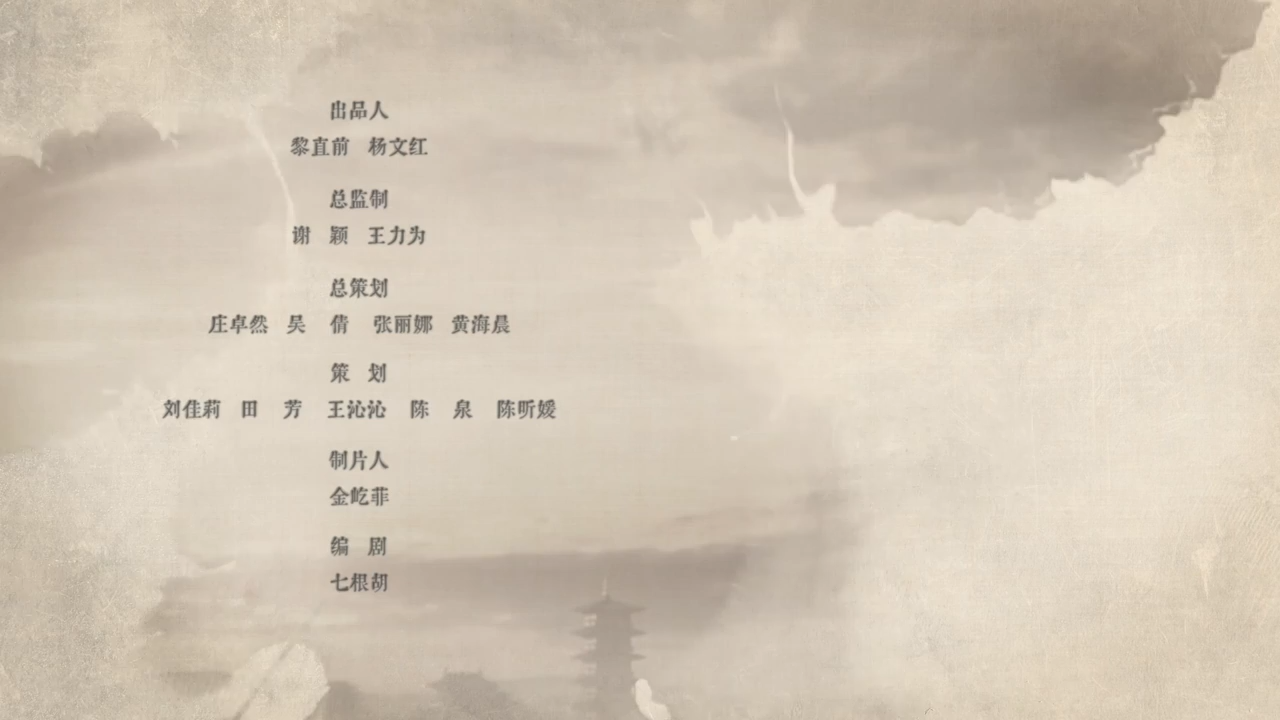 出品人
黎直前 杨文红
总监制
谢 颖 王力为
总策划
庄卓然 吴 倩 张丽娜 黄海晨
策 划
刘佳莉 田 芳 王沁沁 陈 泉 陈听媛
制片人
金屹菲
编 剧
七根胡